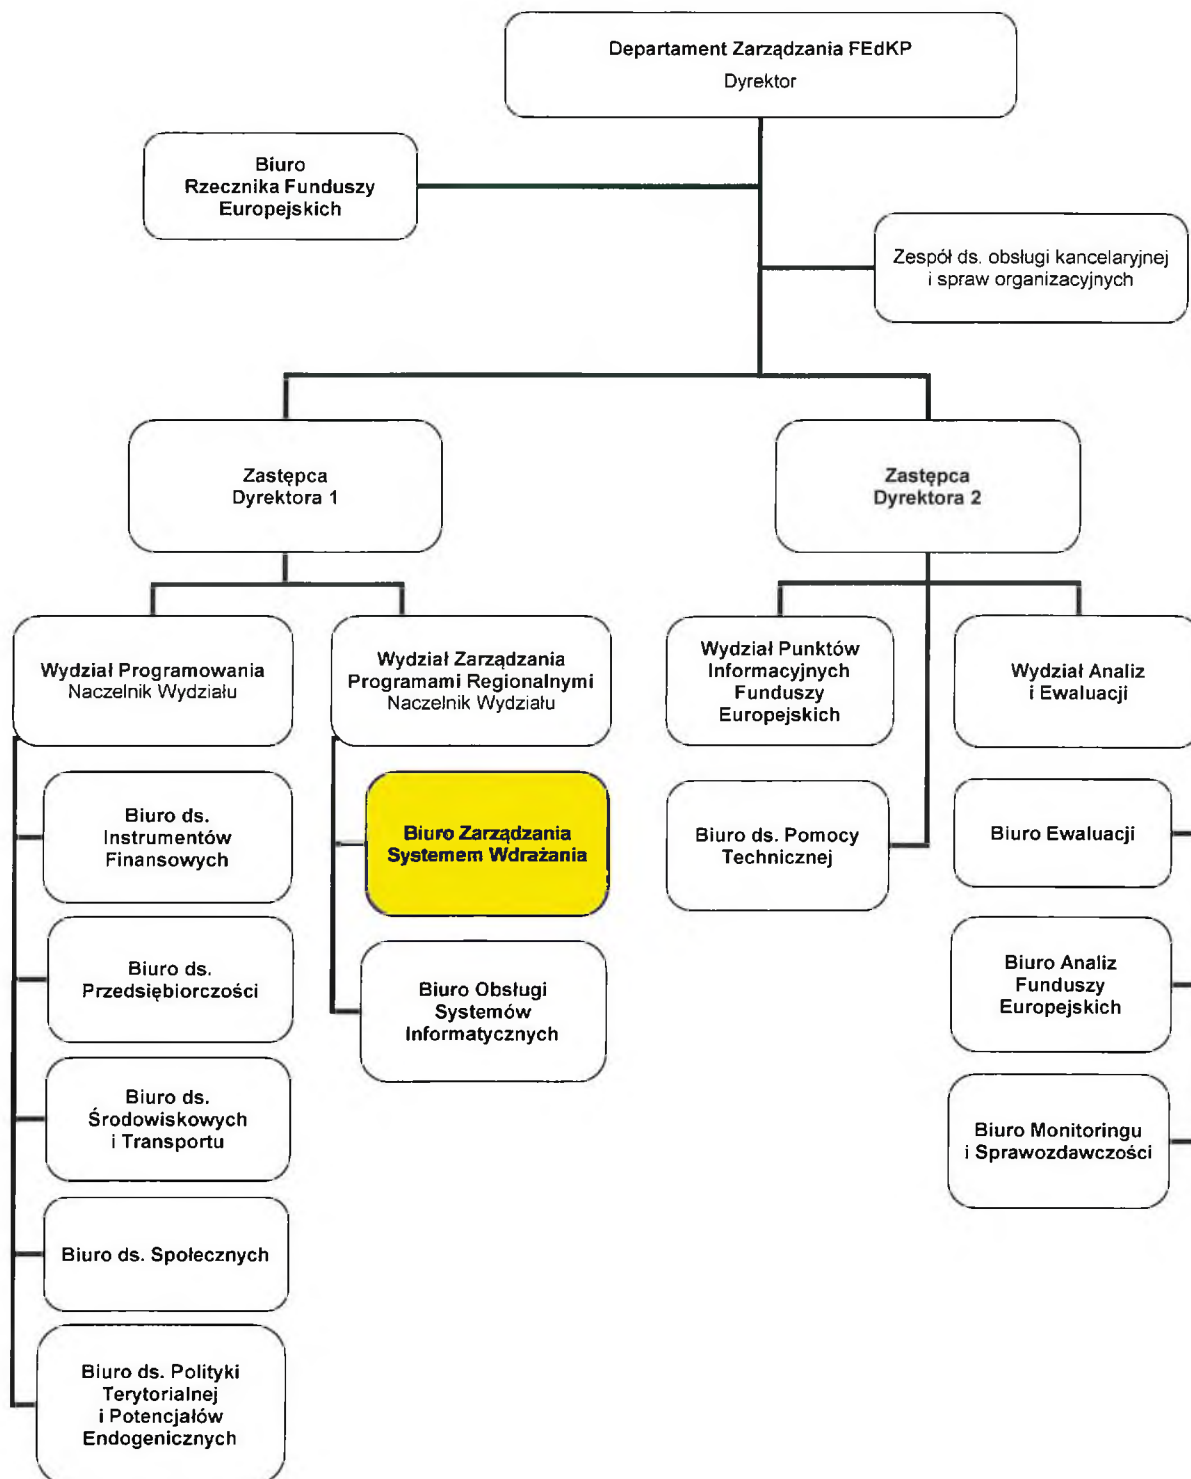 Departament Zarządzania FEdKP
Dyrektor
Biuro
Rzecznika Funduszy
Europejskich
Zespół ds. obsługi kancelaryjnej
i spraw organizacyjnych
Zastępca
Dyrektora 1
Zastępca
Dyrektora 2
Wydział Programowania
Naczelnik Wydziału
Wydział Zarządzania
Programami Regionalnymi
Naczelnik Wydziału
Wydział Punktów
Informacyjnych
Funduszy
Europejskich
Wydział Analiz
i Ewaluacji
Biuro ds.
Instrumentów
Finansowych
Biuro Zarządzania
Systemem Wdrażania
Biuro ds. Pomocy
Technicznej
Biuro Ewaluacji
Biuro ds.
Przedsiębiorczości
Biuro Obsługi
Systemów
Informatycznych
Biuro Analiz
Funduszy
Europejskich
Biuro ds.
Środowiskowych
i Transportu
Biuro Monitoringu
i Sprawozdawczości
Biuro ds. Społecznych
Biuro ds. Polityki
Terytorialnej
i Potencjałów
Endogenicznych